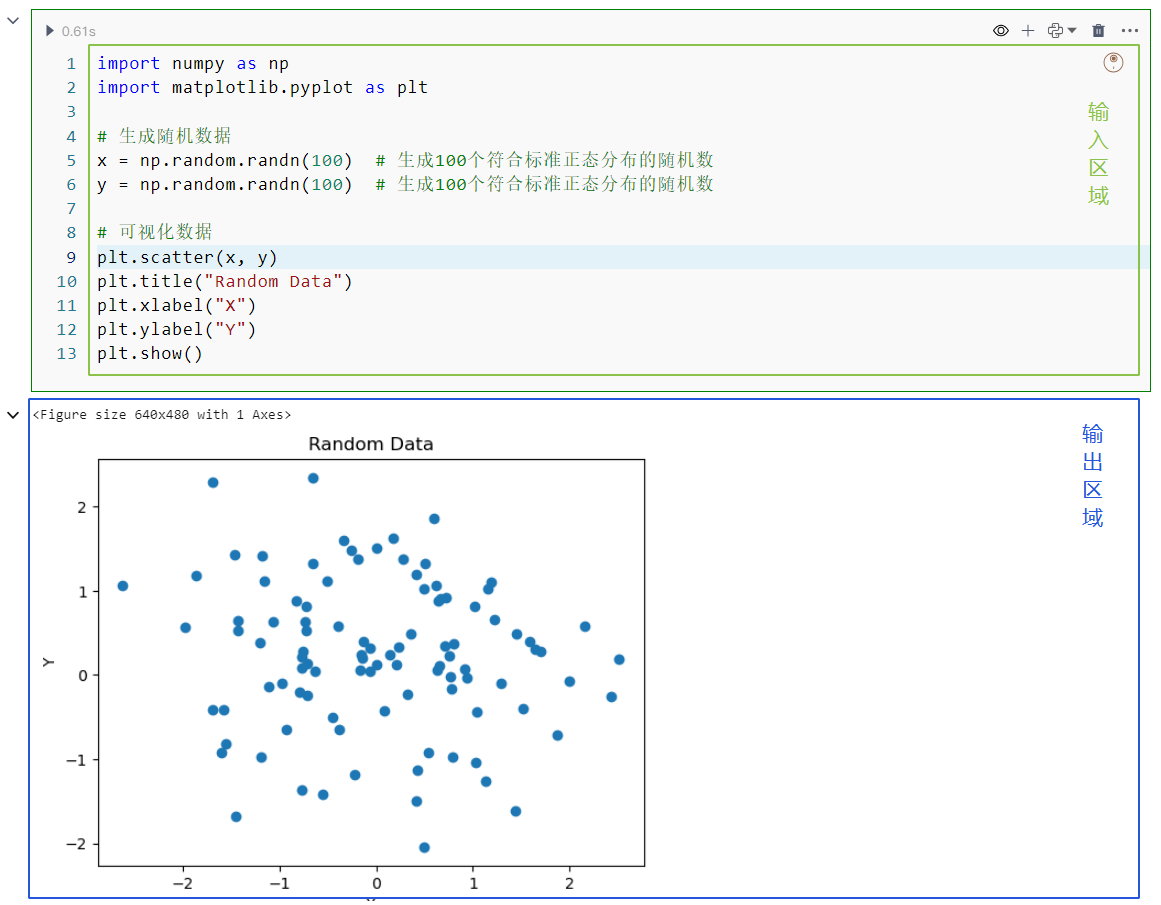 0.61s
1 import numpy as np
2 import matplotlib.pyplot as plt
3
4 # 生成随机数据
5 x = np.random.randn(100)  # 生成100个符合标准正态分布的随机数
6 y = np.random.randn(100)  # 生成100个符合标准正态分布的随机数
7
8 # 可视化数据
9 plt.scatter(x, y)
10 plt.title("Random Data")
11 plt.xlabel("X")
12 plt.ylabel("Y")
13 plt.show()
输入区域
<Figure size 640x480 with 1 Axes>
输出区域
Random Data
2
1
0
−1
−2
Y
−2 −1 0 1 2